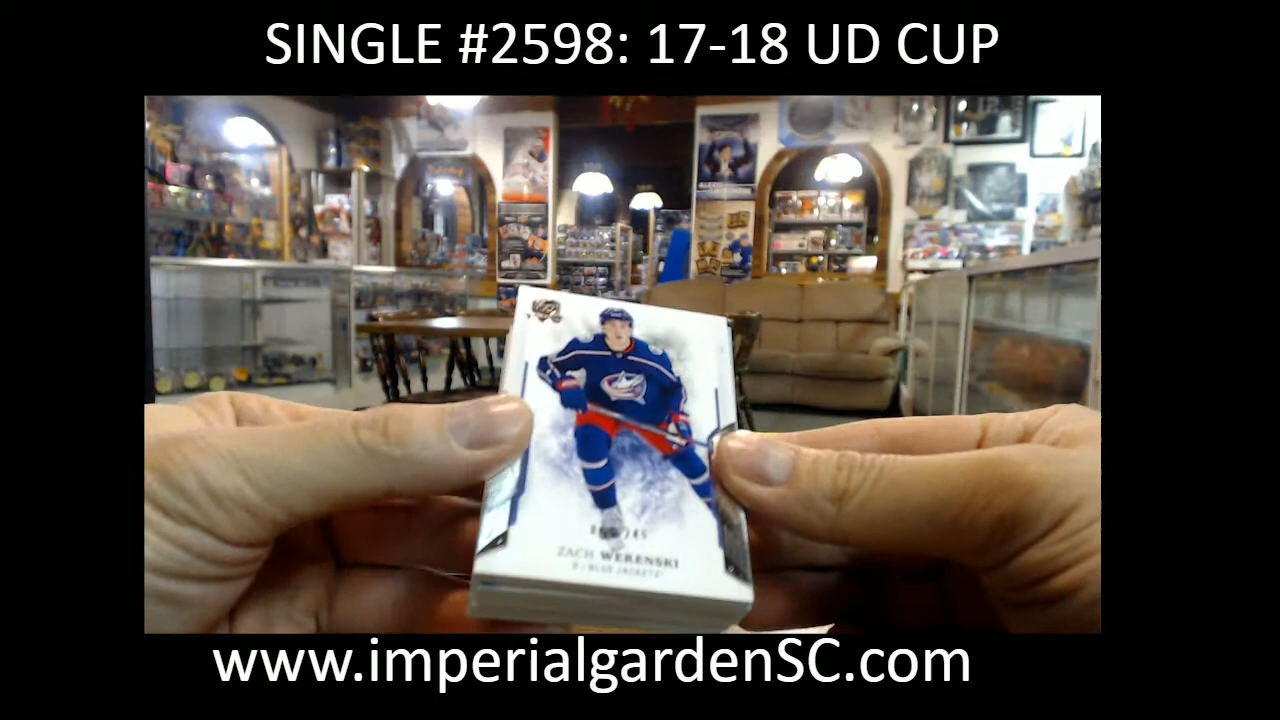 SINGLE #2598: 17-18 UD CUP
ZACH WERENSKI
D / BLUE JACKETS
www.imperialgardenSC.com